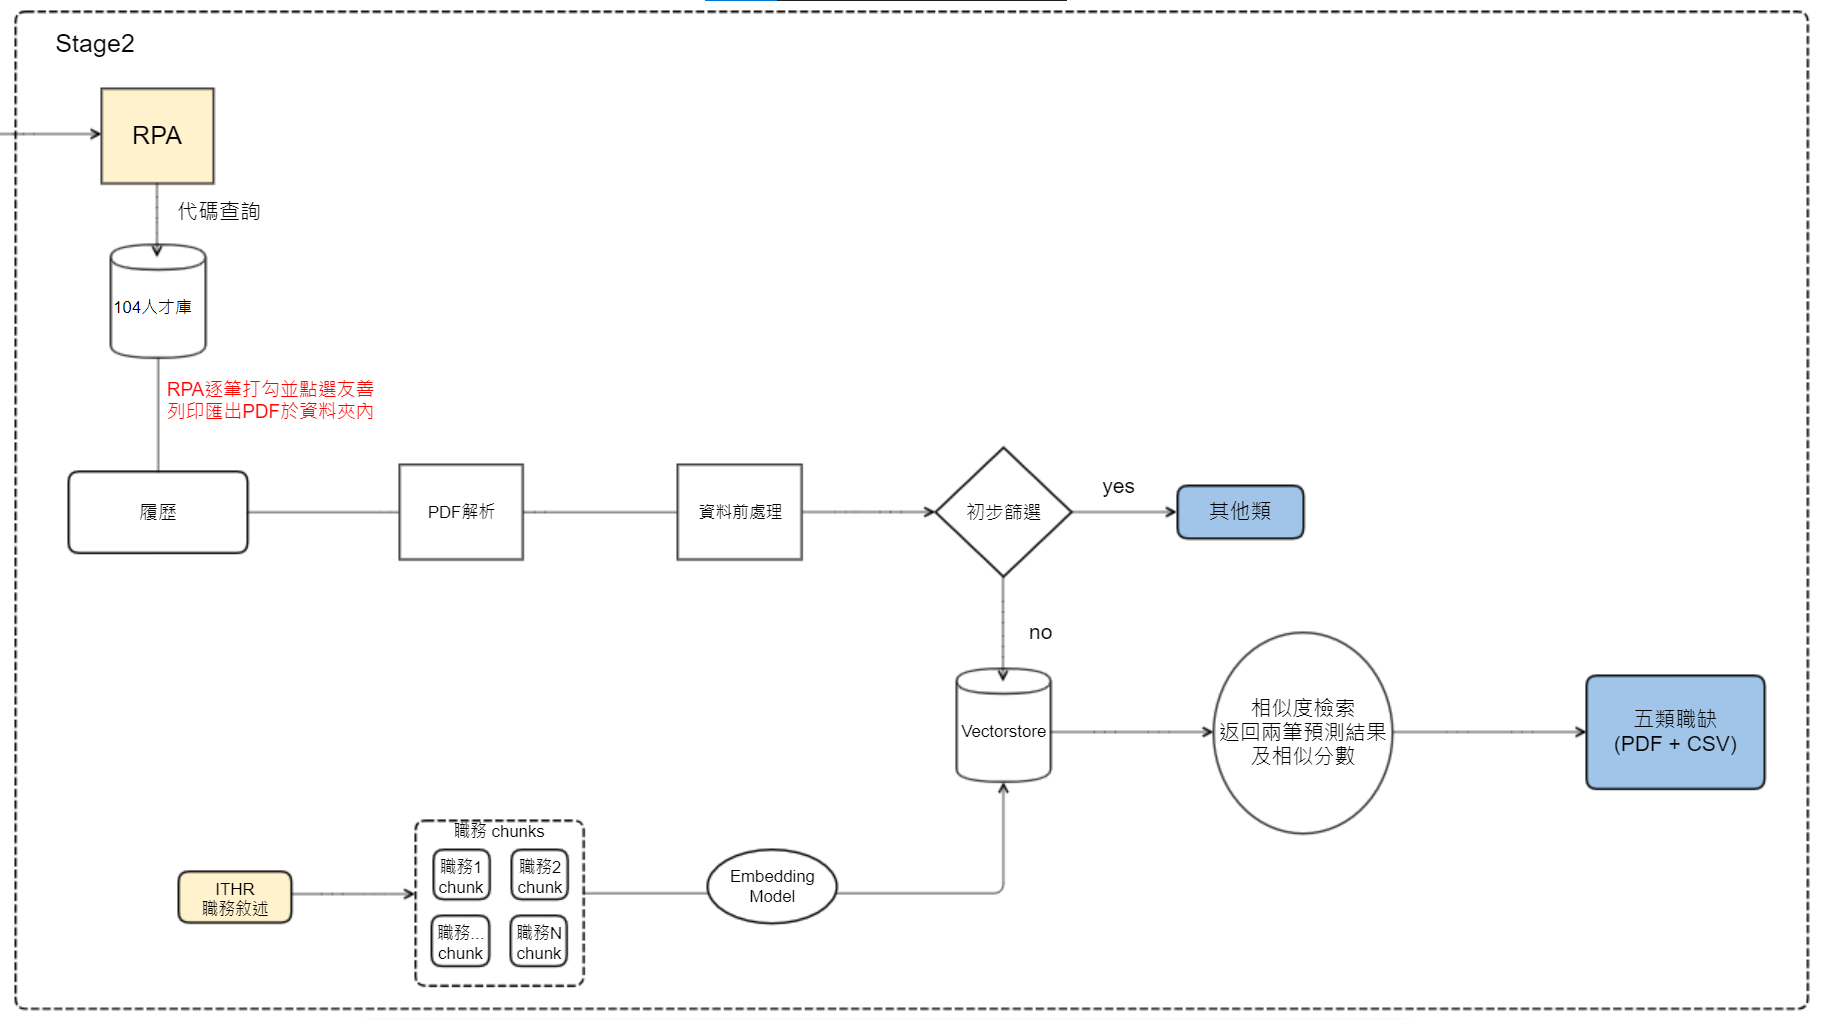 Stage2
RPA
代碼查詢
104人才庫
RPA逐筆打勾並點選友善
列印匯出PDF於資料夾內
履歷
PDF解析
資料前處理
初步篩選
yes
其他類
no
Vectorstore
相似度檢索
返回兩筆預測結果
及相似分數
五類職缺
(PDF + CSV)
ITHR
職務敘述
職務 chunks
職務1
chunk
職務2
chunk
職務...
chunk
職務N
chunk
Embedding
Model